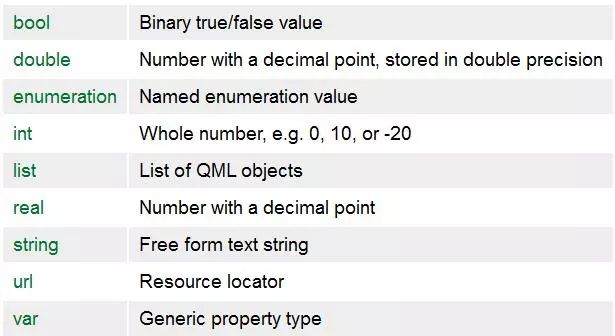 bool Binary true/false value
double Number with a decimal point, stored in double precision
enumeration Named enumeration value
int Whole number, e.g. 0, 10, or -20
list List of QML objects
real Number with a decimal point
string Free form text string
url Resource locator
var Generic property type